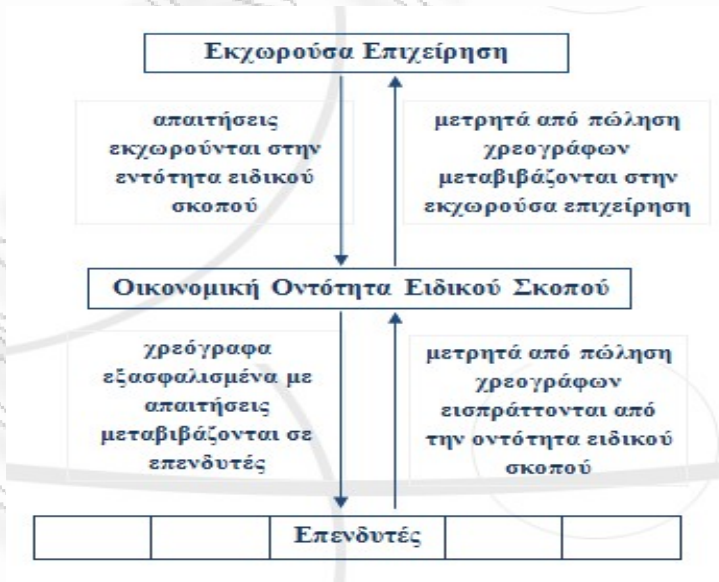 Εκχωρούσα Επιχείρηση
απαιτήσεις
εκχωρούνται στην
εντότητα ειδικού
σκοπού
μετρητά από πώληση
χρεογράφων
μεταβιβάζονται στην
εκχωρούσα επιχείρηση
Οικονομική Οντότητα Ειδικού Σκοπού
χρεόγραφα
εξασφαλισμένα με
απαιτήσεις
μεταβιβάζονται σε
επενδυτές
μετρητά από πώληση
χρεογράφων
εισπράττονται από
την οντότητα ειδικού
σκοπού
Επενδυτές